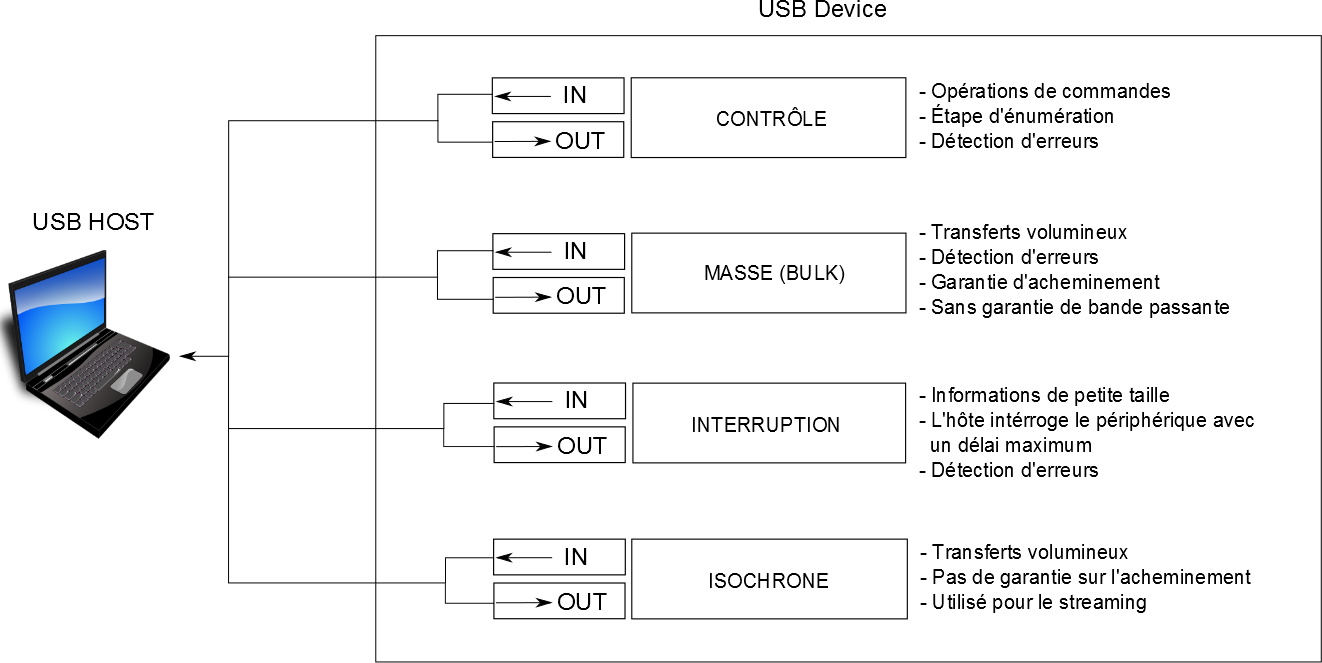 USB Device
IN
OUT
CONTRÔLE
- Opérations de commandes
- Étape d'énumération
- Détection d'erreurs
USB HOST
IN
OUT
MASSE (BULK)
- Transferts volumineux
- Détection d'erreurs
- Garantie d'acheminement
- Sans garantie de bande passante
IN
OUT
INTERRUPTION
- Informations de petite taille
- L'hôte intérroge le périphérique avec
un délai maximum
- Détection d'erreurs
IN
OUT
ISOCHRONE
- Transferts volumineux
- Pas de garantie sur l'acheminement
- Utilisé pour le streaming